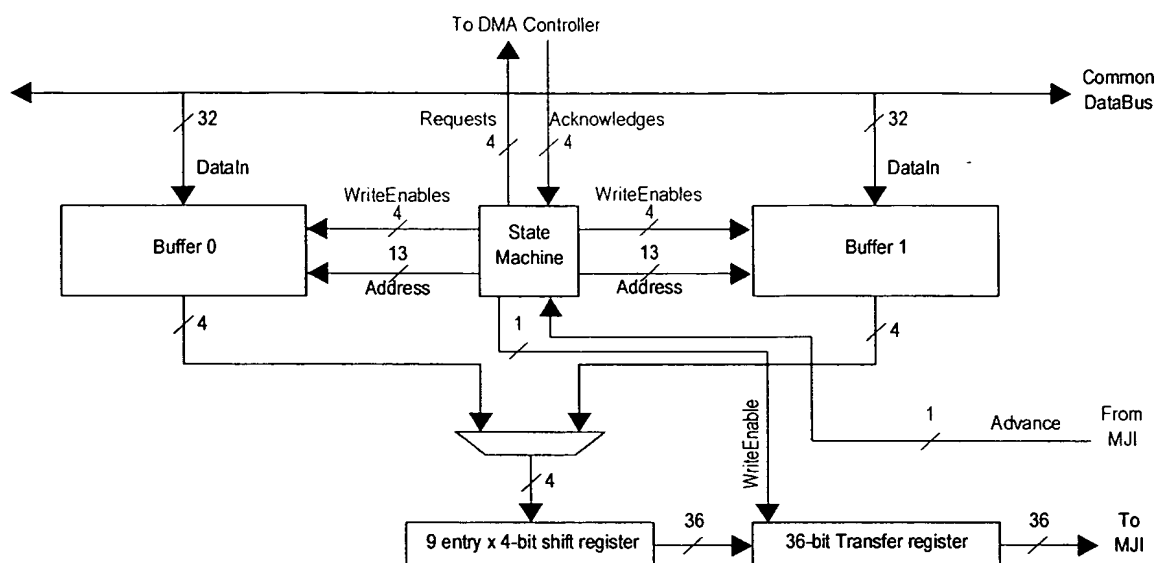 To DMA Controller
Common
DataBus
32
Requests
4
Acknowledges
4
32
DataIn
DataIn
WriteEnables
4
WriteEnables
4
Buffer 0
State
Machine
Buffer 1
13
Address
13
Address
4
1
4
WriteEnable
1
Advance
From
MJI
4
9 entry x 4-bit shift register
36
36-bit Transfer register
36
To
MJI